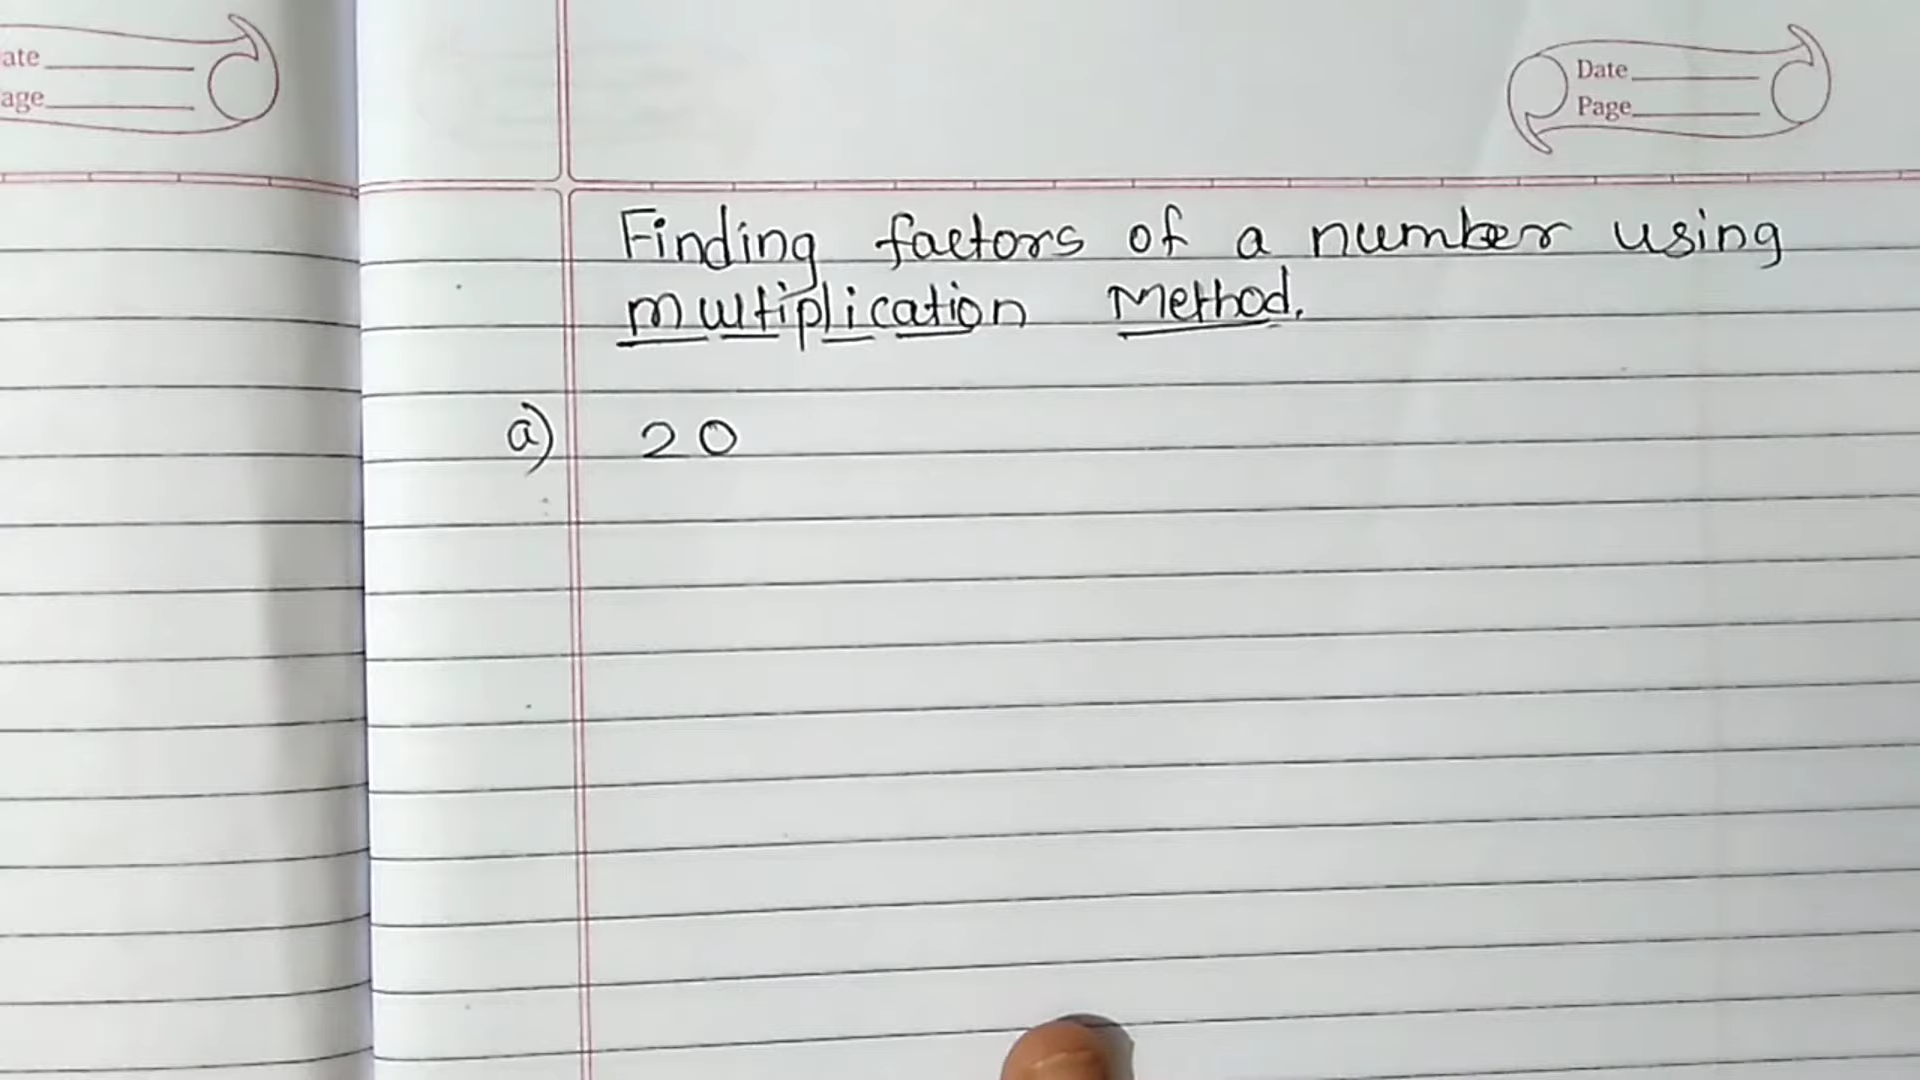 ate
age
Date
Page
Finding factors of a number using
multiplication Method.
a) 20